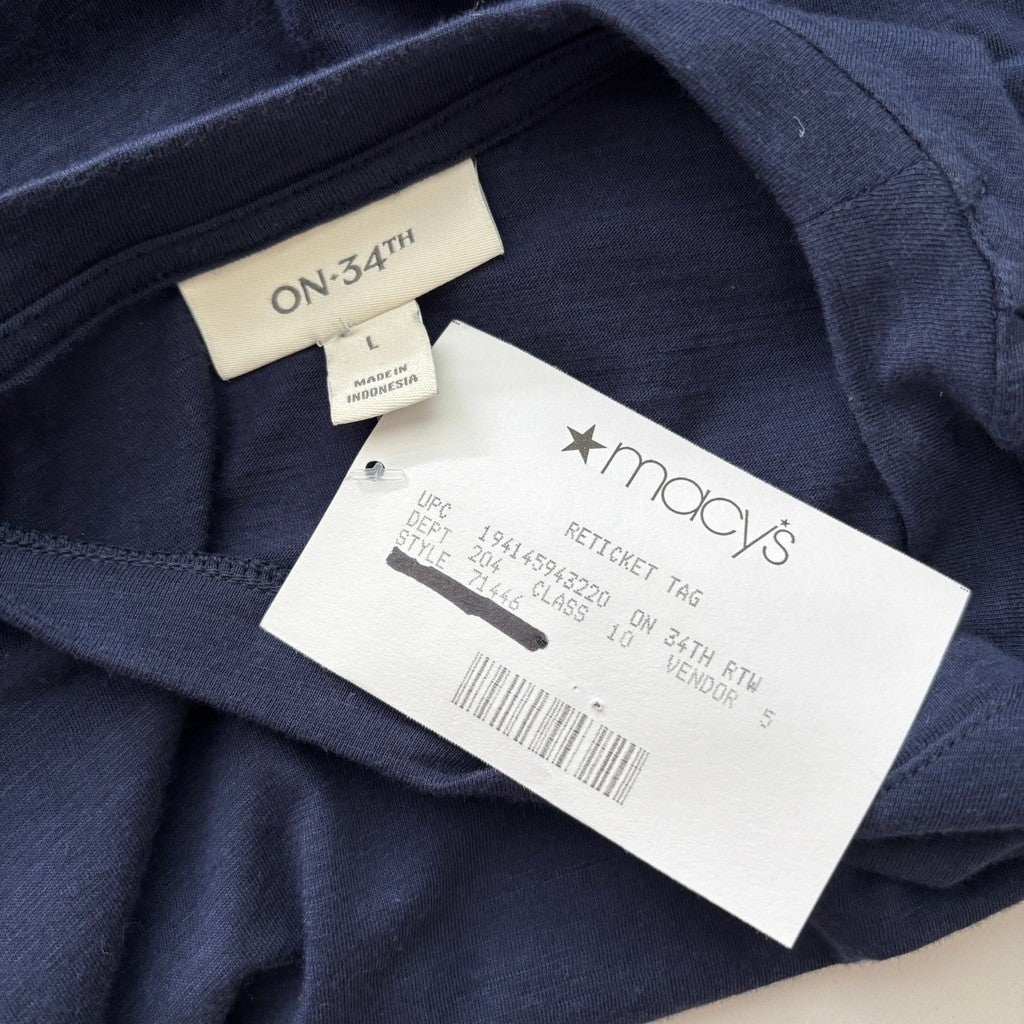 ON·34TH
L
MADE IN
INDONESIA
macy's
RETICKET TAG
UPC 194145943220 ON 34TH RTW
DEPT 204 CLASS 10 VENDOR 5
STYLE 71446